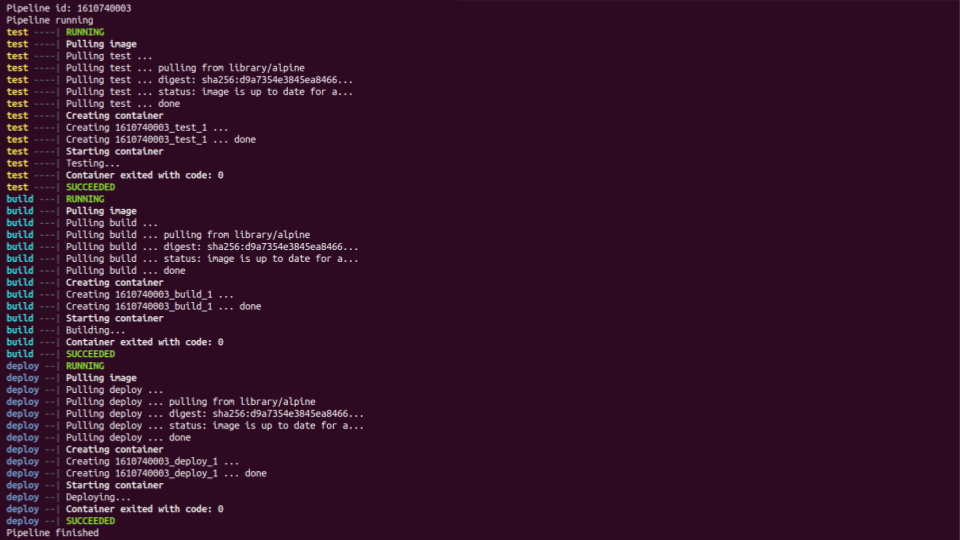 Pipeline id: 1610740003
Pipeline running
test ----| RUNNING
test ----| Pulling image
test ----| Pulling test ...
test ----| Pulling test ... pulling from library/alpine
test ----| Pulling test ... digest: sha256:d9a7354e3845ea8466...
test ----| Pulling test ... status: image is up to date for a...
test ----| Pulling test ... done
test ----| Creating container
test ----| Creating 1610740003_test_1 ...
test ----| Creating 1610740003_test_1 ... done
test ----| Starting container
test ----| Testing...
test ----| Container exited with code: 0
test ----| SUCCEEDED
build ---| RUNNING
build ---| Pulling image
build ---| Pulling build ...
build ---| Pulling build ... pulling from library/alpine
build ---| Pulling build ... digest: sha256:d9a7354e3845ea8466...
build ---| Pulling build ... status: image is up to date for a...
build ---| Pulling build ... done
build ---| Creating container
build ---| Creating 1610740003_build_1 ...
build ---| Creating 1610740003_build_1 ... done
build ---| Starting container
build ---| Building...
build ---| Container exited with code: 0
build ---| SUCCEEDED
deploy --| RUNNING
deploy --| Pulling image
deploy --| Pulling deploy ...
deploy --| Pulling deploy ... pulling from library/alpine
deploy --| Pulling deploy ... digest: sha256:d9a7354e3845ea8466...
deploy --| Pulling deploy ... status: image is up to date for a...
deploy --| Pulling deploy ... done
deploy --| Creating container
deploy --| Creating 1610740003_deploy_1 ...
deploy --| Creating 1610740003_deploy_1 ... done
deploy --| Starting container
deploy --| Deploying...
deploy --| Container exited with code: 0
deploy --| SUCCEEDED
Pipeline finished